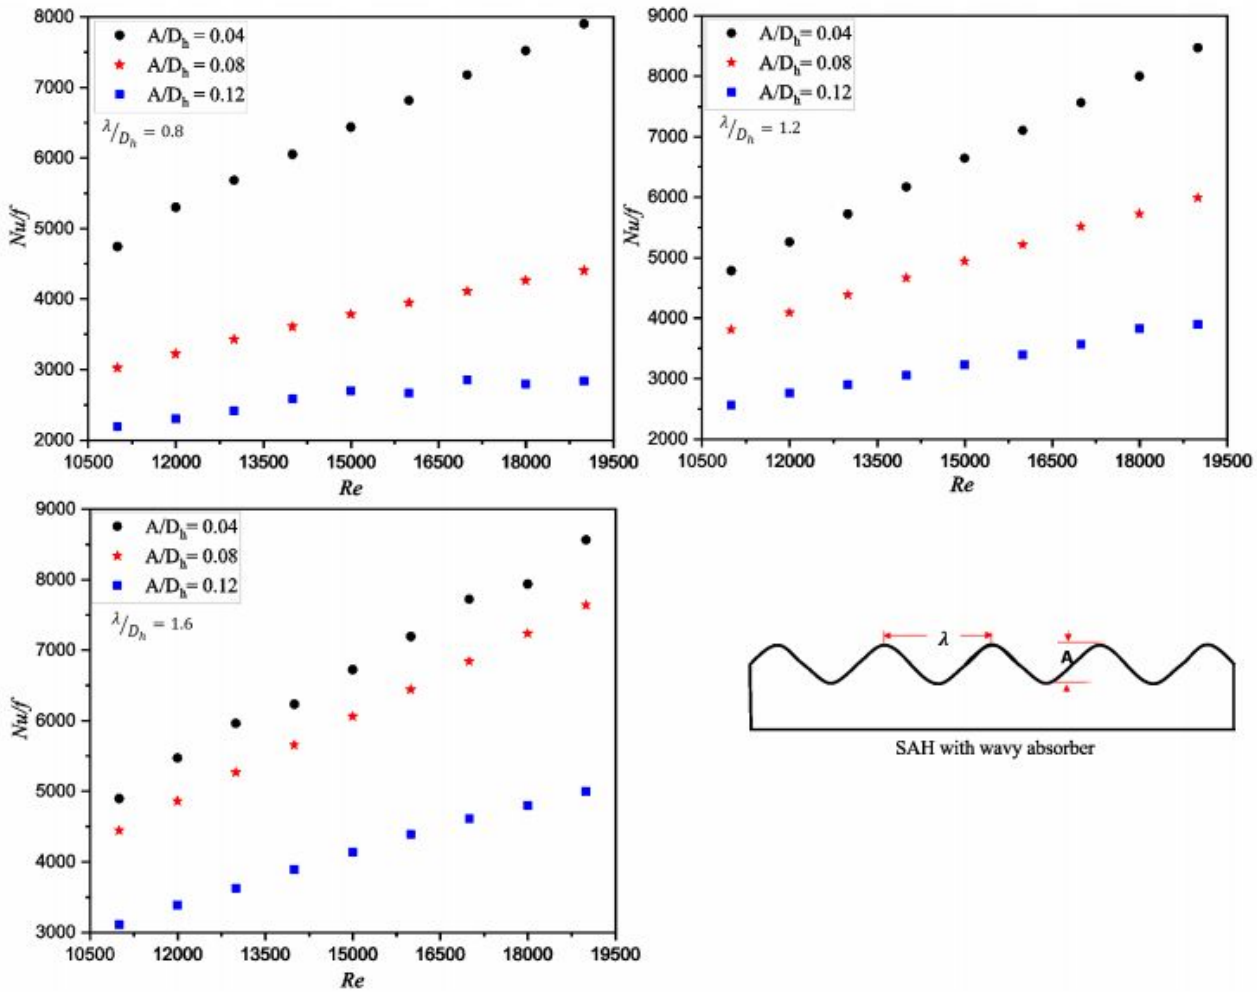 8000
7000
6000
5000
4000
3000
2000
Nu/f
A/Dh = 0.04
A/Dh = 0.08
A/Dh = 0.12
λ/Dh = 0.8
10500 12000 13500 15000 16500 18000 19500
Re
9000
8000
7000
6000
5000
4000
3000
2000
Nu/f
A/Dh= 0.04
A/Dh= 0.08
A/Dh= 0.12
λ/Dh = 1.2
10500 12000 13500 15000 16500 18000 19500
Re
9000
8000
7000
6000
5000
4000
3000
Nu/f
A/Dh= 0.04
A/Dh= 0.08
A/Dh= 0.12
λ/Dh = 1.6
10500 12000 13500 15000 16500 18000 19500
Re
λ
A
SAH with wavy absorber